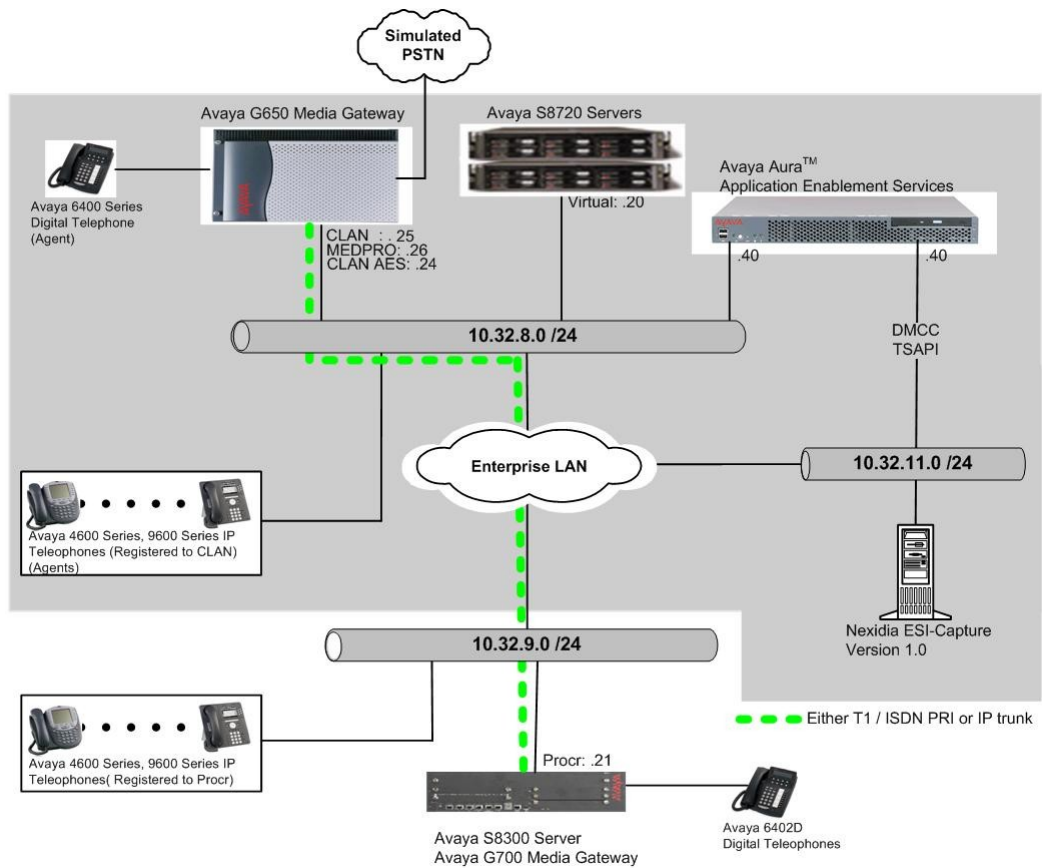 Simulated
PSTN
Avaya G650 Media Gateway
Avaya S8720 Servers
Avaya Aura™
Application Enablement Services
Avaya 6400 Series
Digital Telephone
(Agent)
Virtual: .20
CLAN : . 25
MEDPRO: .26
CLAN AES: .24
.40
.40
10.32.8.0 /24
DMCC
TSAPI
Enterprise LAN
10.32.11.0 /24
Avaya 4600 Series, 9600 Series IP
Teleophones (Registered to CLAN)
(Agents)
Nexidia ESI-Capture
Version 1.0
10.32.9.0 /24
Either T1 / ISDN PRI or IP trunk
Avaya 4600 Series, 9600 Series IP
Teleophones( Registered to Procr)
Procr: .21
Avaya S8300 Server
Avaya G700 Media Gateway
Avaya 6402D
Digital Telephones